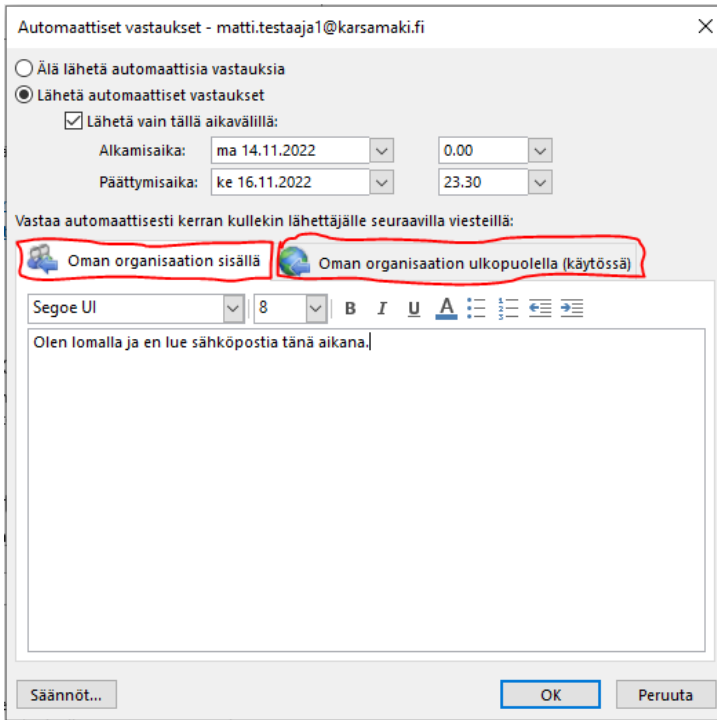 Automaattiset vastaukset - matti.testaaja1@karsamaki.fi
Älä lähetä automaattisia vastauksia
Lähetä automaattiset vastaukset
Lähetä vain tällä aikavälillä:
Alkamisaika: ma 14.11.2022 0.00
Päättymisaika: ke 16.11.2022 23.30
Vastaa automaattisesti kerran kullekin lähettäjälle seuraavilla viesteillä:
Oman organisaation sisällä Oman organisaation ulkopuolella (käytössä)
Segoe UI 8 B I U A
Olen lomalla ja en lue sähköpostia tänä aikana.
Säännöt... OK Peruuta